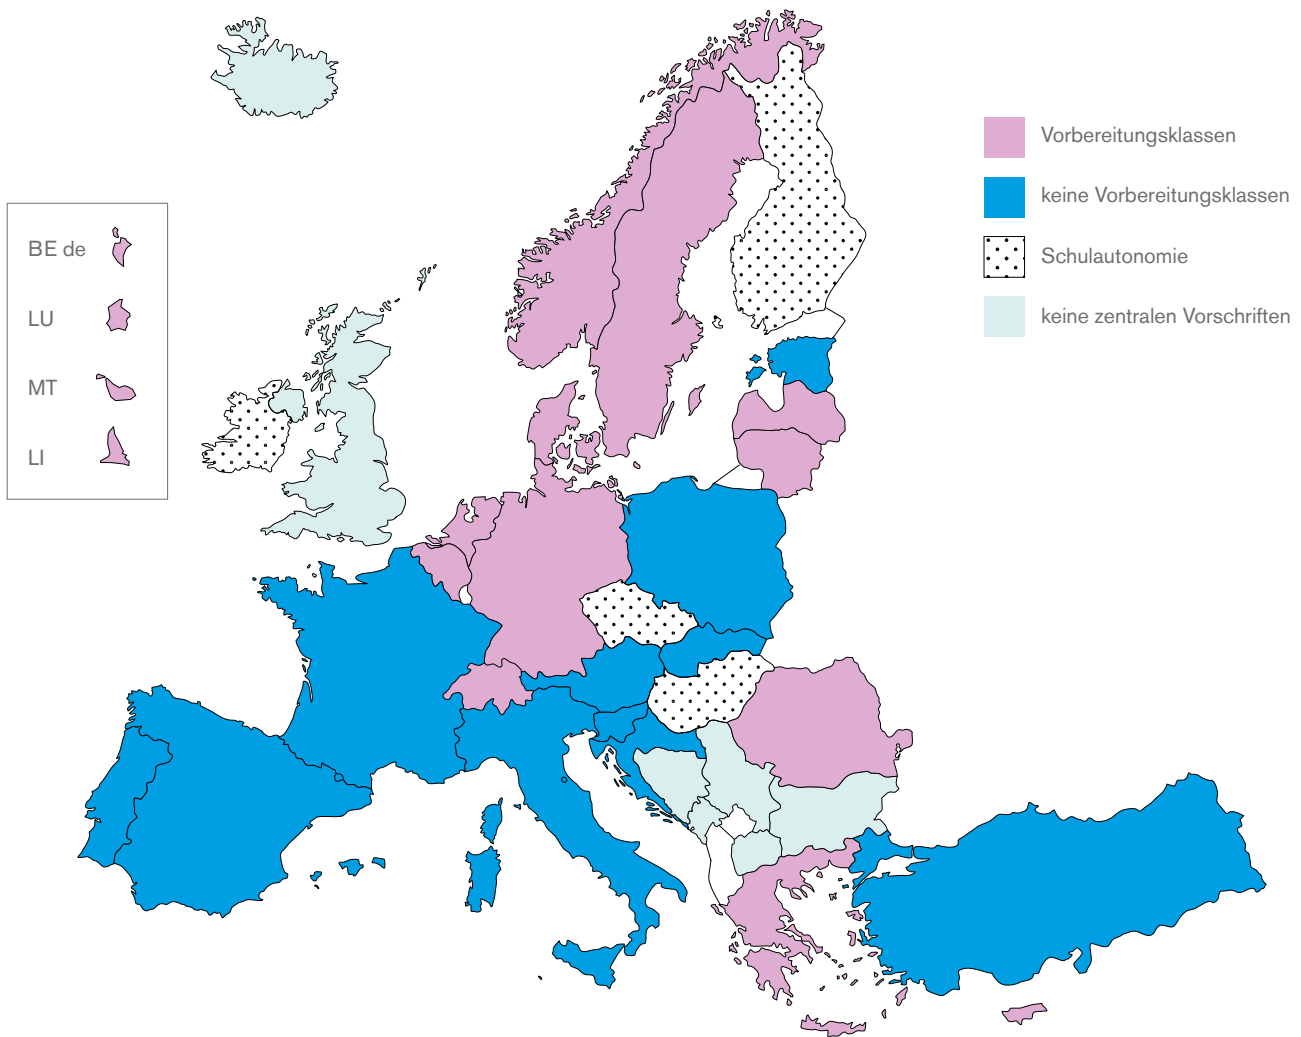 Vorbereitungsklassen
keine Vorbereitungsklassen
Schulautonomie
keine zentralen Vorschriften
BE de
LU
MT
LI